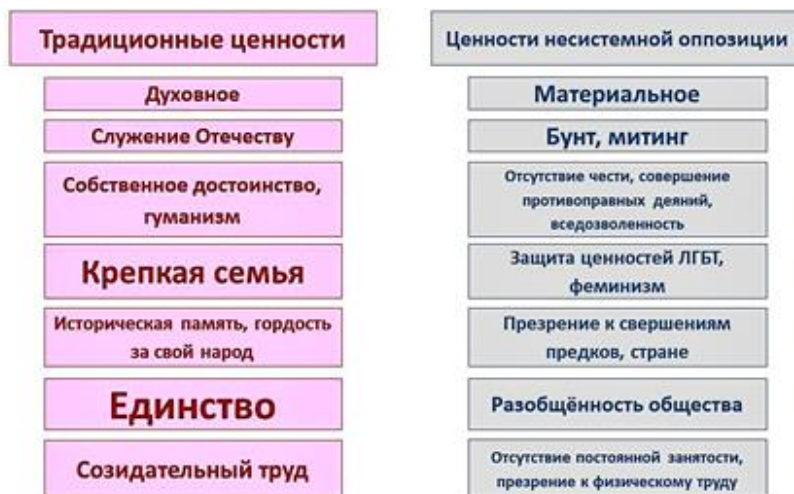 Традиционные ценности
Духовное
Служение Отечеству
Собственное достоинство,
гуманизм
Крепкая семья
Историческая память, гордость
за свой народ
Единство
Созидательный труд
Ценности несистемной оппозиции
Материальное
Бунт, митинг
Отсутствие чести, совершение
противоправных деяний,
вседозволенность
Защита ценностей ЛГБТ,
феминизм
Презрение к свершениям
предков, стране
Разобщённость общества
Отсутствие постоянной занятости,
презрение к физическому труду